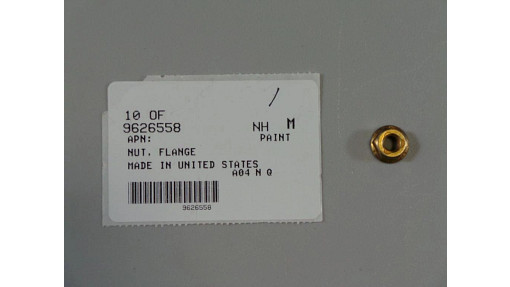 10 OF
9626558 NH M
APN: PAINT
NUT, FLANGE
MADE IN UNITED STATES
A04 N Q
9626558